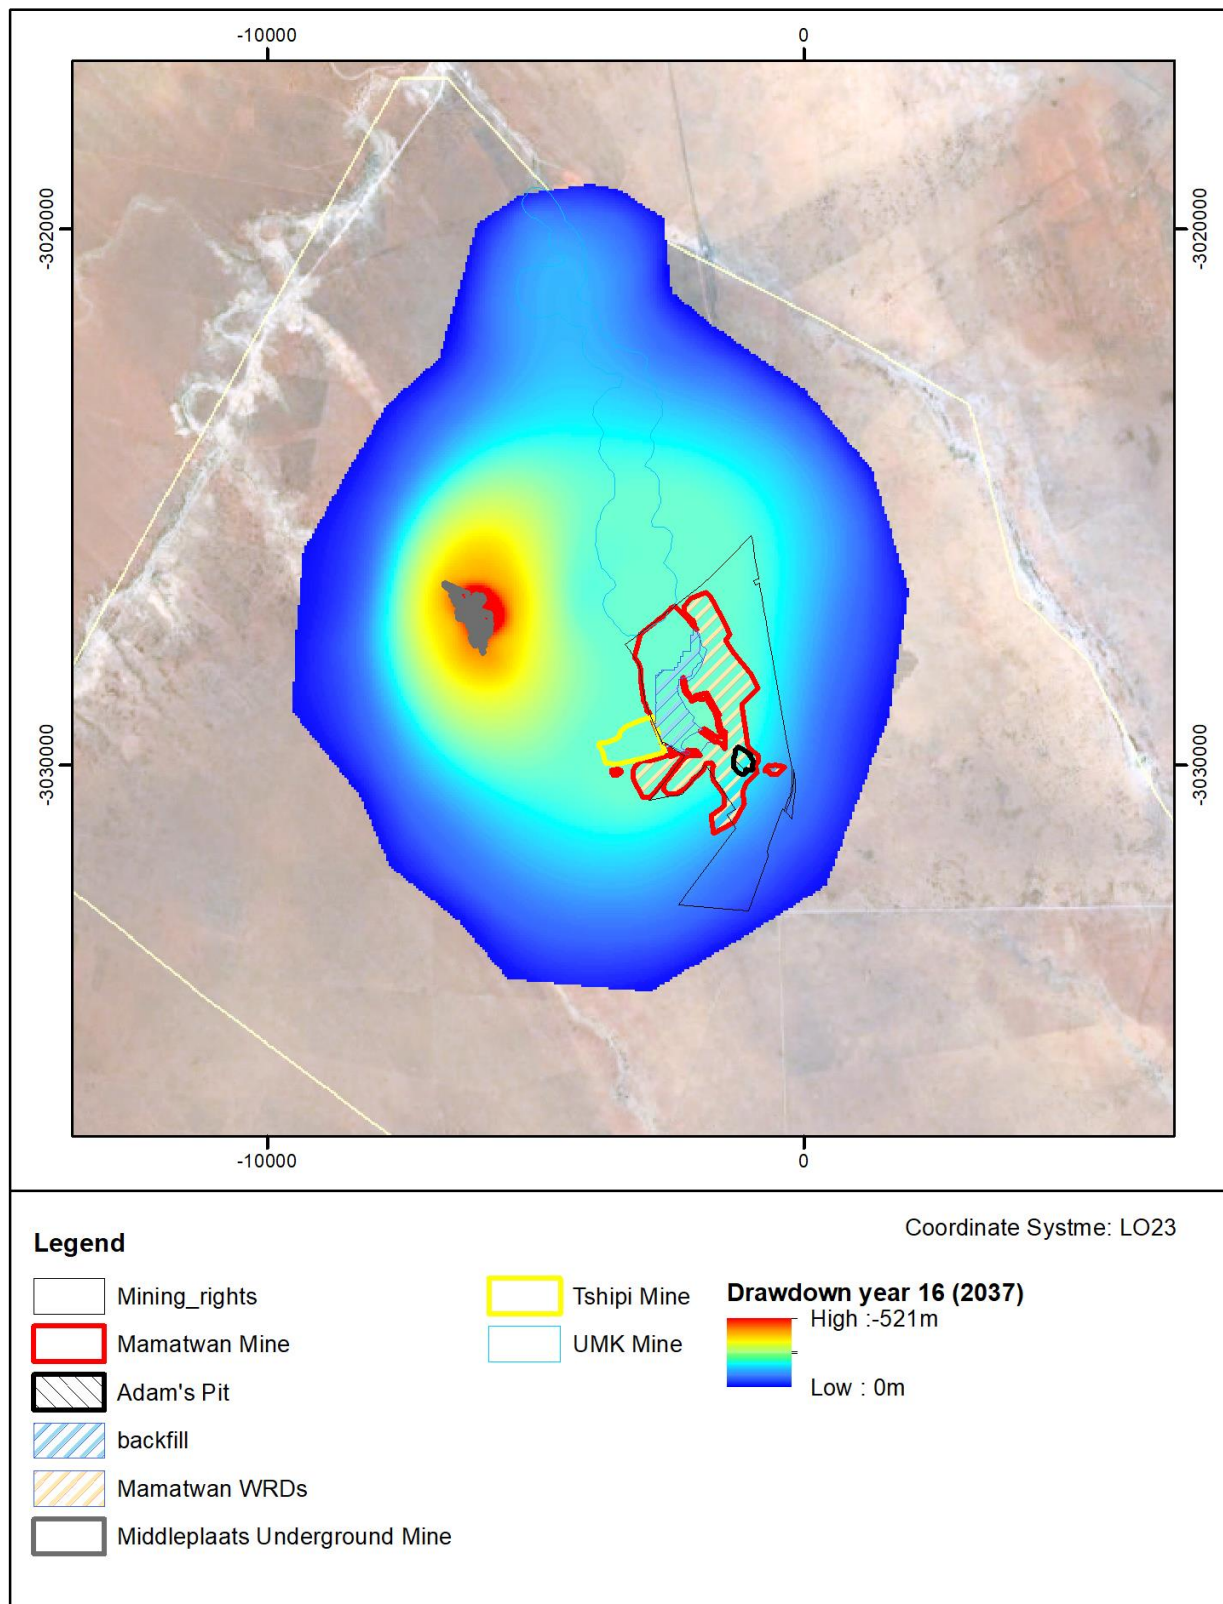 -10000 0
-3020000 -3020000
-3030000 -3030000
-10000 0
Coordinate Systme: LO23
Legend
Mining_rights
Mamatwan Mine
Adam's Pit
backfill
Mamatwan WRDs
Middleplaats Underground Mine
Tshipi Mine
UMK Mine
Drawdown year 16 (2037)
High :-521m
Low : 0m